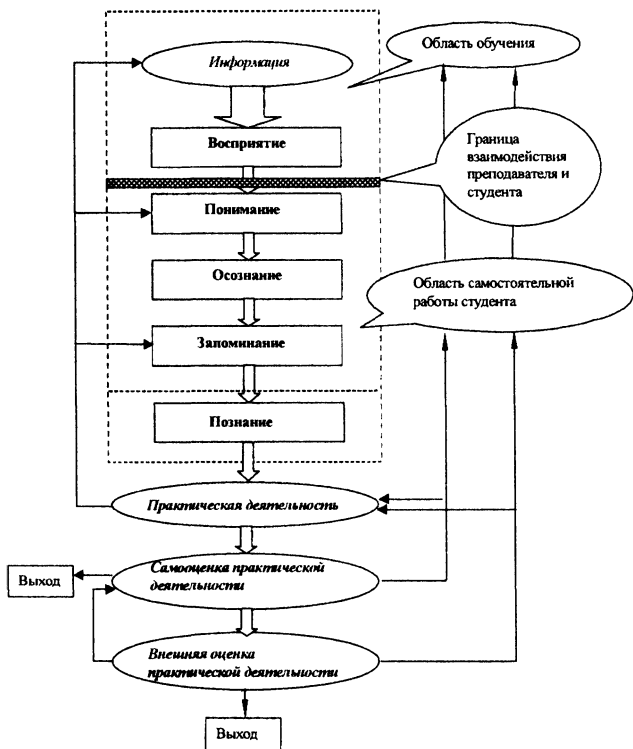 Информация
Область обучения
Восприятие
Граница
взаимодействия
преподавателя и
студента
Понимание
Осознание
Область самостоятельной
работы студента
Запоминание
Познание
Практическая деятельность
Самооценка практической
деятельности
Выход
Внешняя оценка
практической деятельности
Выход